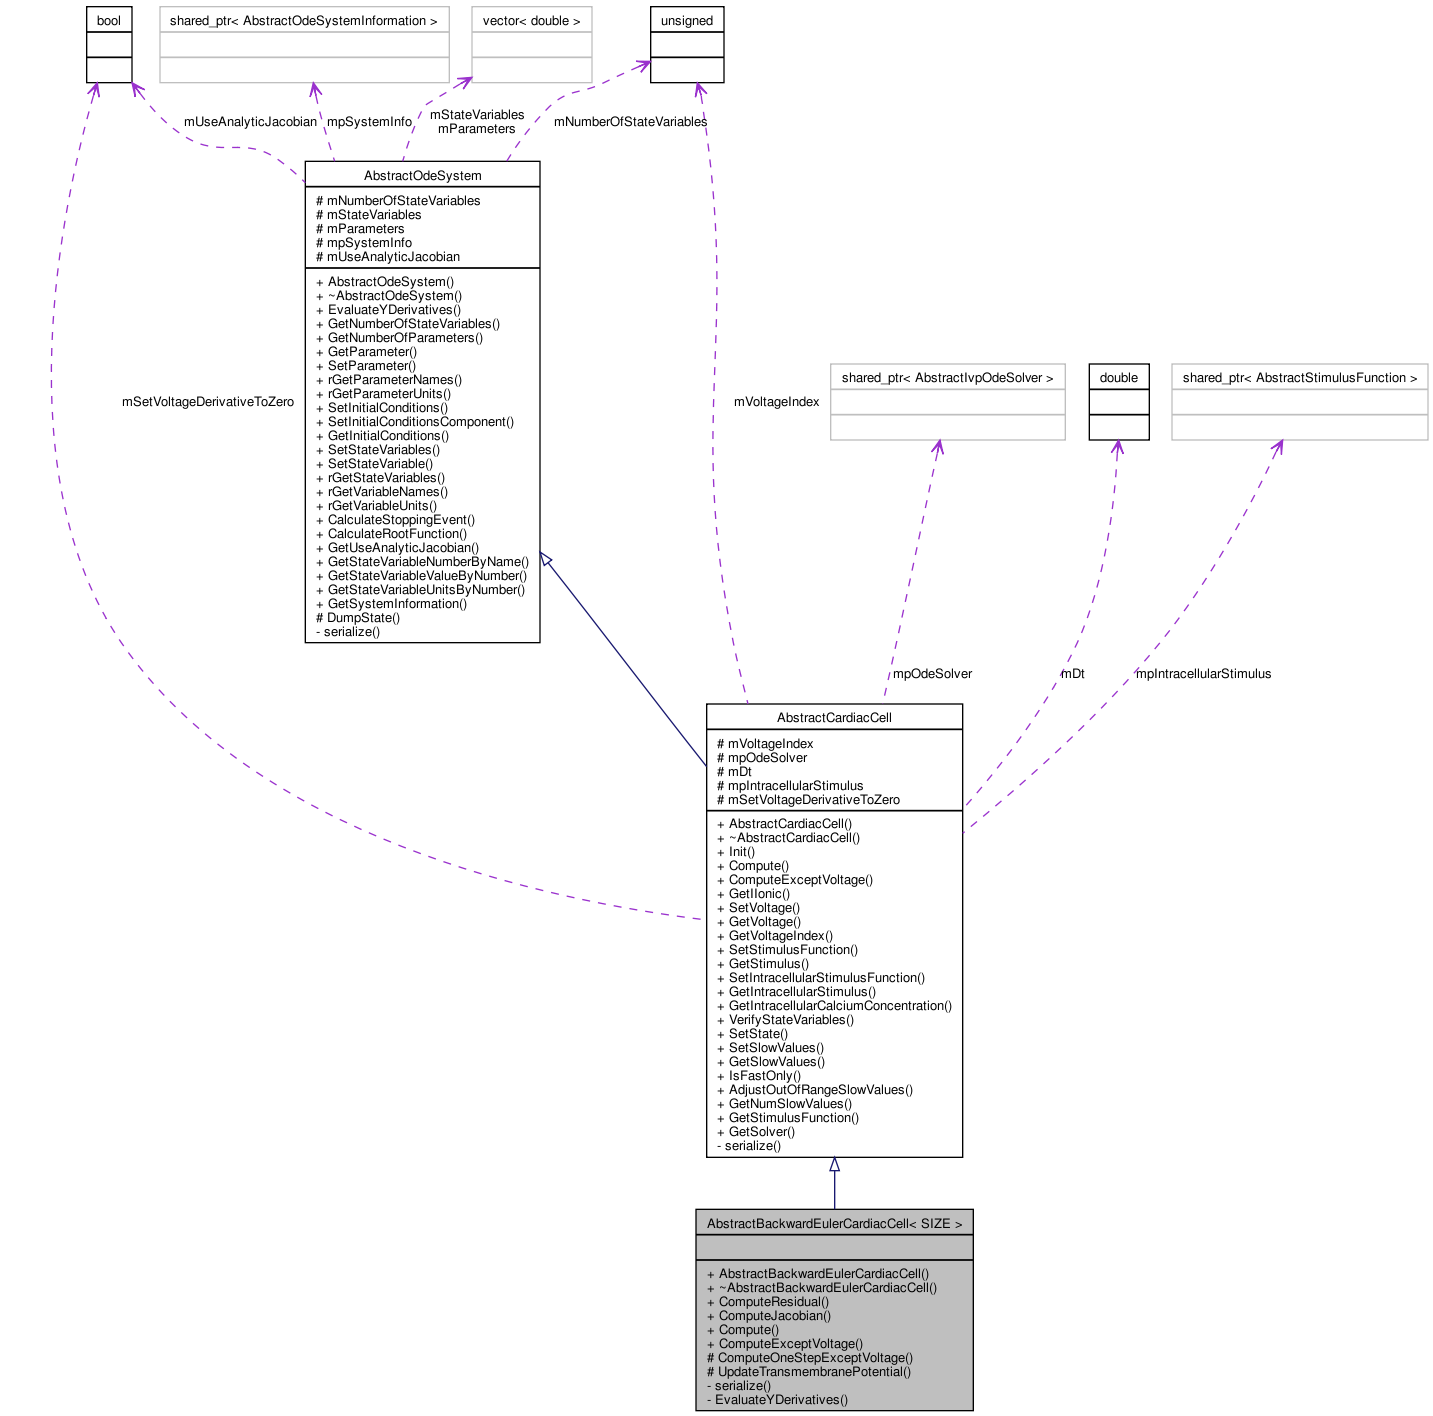 bool
shared_ptr< AbstractOdeSystemInformation >
vector< double >
unsigned
mUseAnalyticJacobian
mpSystemInfo
mStateVariables
mParameters
mNumberOfStateVariables
AbstractOdeSystem
# mNumberOfStateVariables
# mStateVariables
# mParameters
# mpSystemInfo
# mUseAnalyticJacobian
+ AbstractOdeSystem()
+ ~AbstractOdeSystem()
+ EvaluateYDerivatives()
+ GetNumberOfStateVariables()
+ GetNumberOfParameters()
+ GetParameter()
+ SetParameter()
+ rGetParameterNames()
+ rGetParameterUnits()
+ SetInitialConditions()
+ SetInitialConditionsComponent()
+ GetInitialConditions()
+ SetStateVariables()
+ SetStateVariable()
+ rGetStateVariables()
+ rGetVariableNames()
+ rGetVariableUnits()
+ CalculateStoppingEvent()
+ CalculateRootFunction()
+ GetUseAnalyticJacobian()
+ GetStateVariableNumberByName()
+ GetStateVariableValueByNumber()
+ GetStateVariableUnitsByNumber()
+ GetSystemInformation()
# DumpState()
- serialize()
mSetVoltageDerivativeToZero
mVoltageIndex
shared_ptr< AbstractIvpOdeSolver >
double
shared_ptr< AbstractStimulusFunction >
mpOdeSolver
mDt
mpIntracellularStimulus
AbstractCardiacCell
# mVoltageIndex
# mpOdeSolver
# mDt
# mpIntracellularStimulus
# mSetVoltageDerivativeToZero
+ AbstractCardiacCell()
+ ~AbstractCardiacCell()
+ Init()
+ Compute()
+ ComputeExceptVoltage()
+ GetIIonic()
+ SetVoltage()
+ GetVoltage()
+ GetVoltageIndex()
+ SetStimulusFunction()
+ GetStimulus()
+ SetIntracellularStimulusFunction()
+ GetIntracellularStimulus()
+ GetIntracellularCalciumConcentration()
+ VerifyStateVariables()
+ SetState()
+ SetSlowValues()
+ GetSlowValues()
+ IsFastOnly()
+ AdjustOutOfRangeSlowValues()
+ GetNumSlowValues()
+ GetStimulusFunction()
+ GetSolver()
- serialize()
AbstractBackwardEulerCardiacCell< SIZE >
+ AbstractBackwardEulerCardiacCell()
+ ~AbstractBackwardEulerCardiacCell()
+ ComputeResidual()
+ ComputeJacobian()
+ Compute()
+ ComputeExceptVoltage()
# ComputeOneStepExceptVoltage()
# UpdateTransmembranePotential()
- serialize()
- EvaluateYDerivatives()